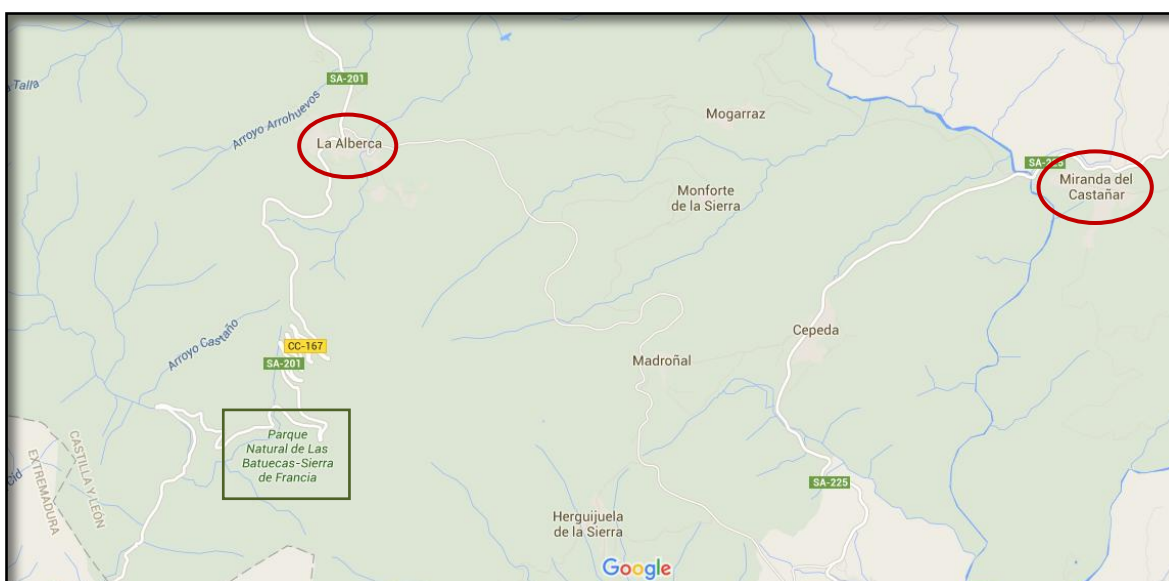 SA-201
Talla
Arroyo Arrohuevos
La Alberca
Mogarraz
SA-225
Miranda del
Castañar
Monforte
de la Sierra
Arroyo Castaño
CC-167
SA-201
Cepeda
Madroñal
Parque
Natural de Las
Batuecas-Sierra
de Francia
CASTILLA Y LEÓN
EXTREMADURA
SA-225
Herguijuela
de la Sierra
Google